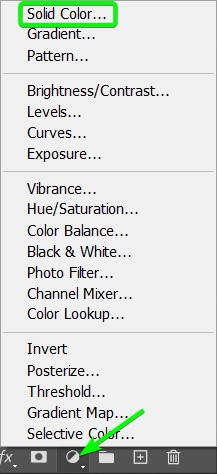 Solid Color...
Gradient...
Pattern...
Brightness/Contrast...
Levels...
Curves...
Exposure...
Vibrance...
Hue/Saturation...
Color Balance...
Black & White...
Photo Filter...
Channel Mixer...
Color Lookup...
Invert
Posterize...
Threshold...
Gradient Map...
Selective Color...
fx